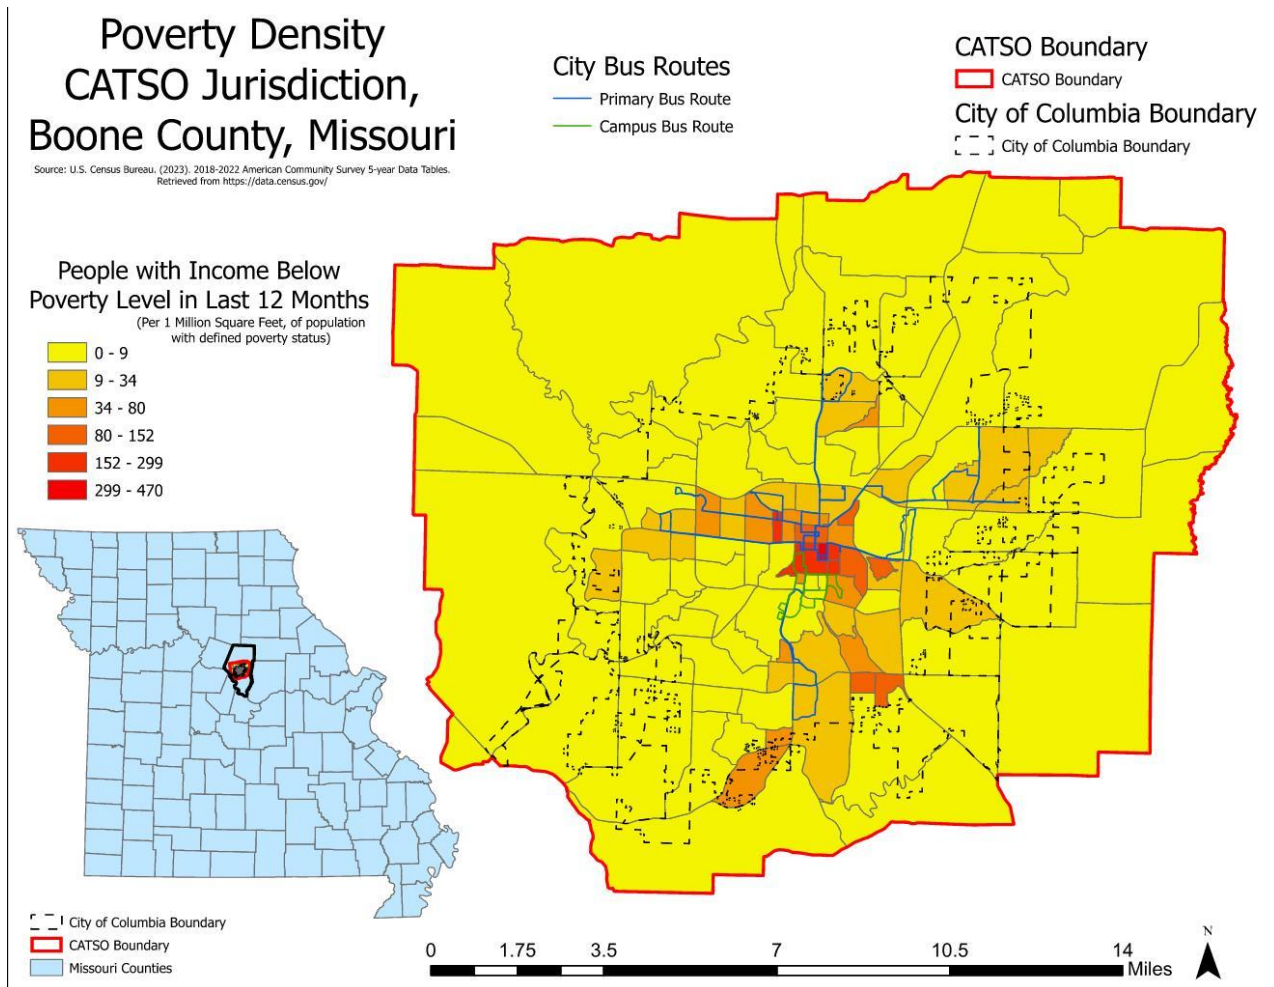 Poverty Density
CATSO Jurisdiction,
Boone County, Missouri
Source: U.S. Census Bureau. (2023). 2018-2022 American Community Survey 5-year Data Tables.
Retrieved from https://data.census.gov/
City Bus Routes
Primary Bus Route
Campus Bus Route
CATSO Boundary
CATSO Boundary
City of Columbia Boundary
City of Columbia Boundary
People with Income Below
Poverty Level in Last 12 Months
(Per 1 Million Square Feet, of population
with defined poverty status)
0 - 9
9 - 34
34 - 80
80 - 152
152 - 299
299 - 470
City of Columbia Boundary
CATSO Boundary
Missouri Counties
0 1.75 3.5 7 10.5 14
Miles
N